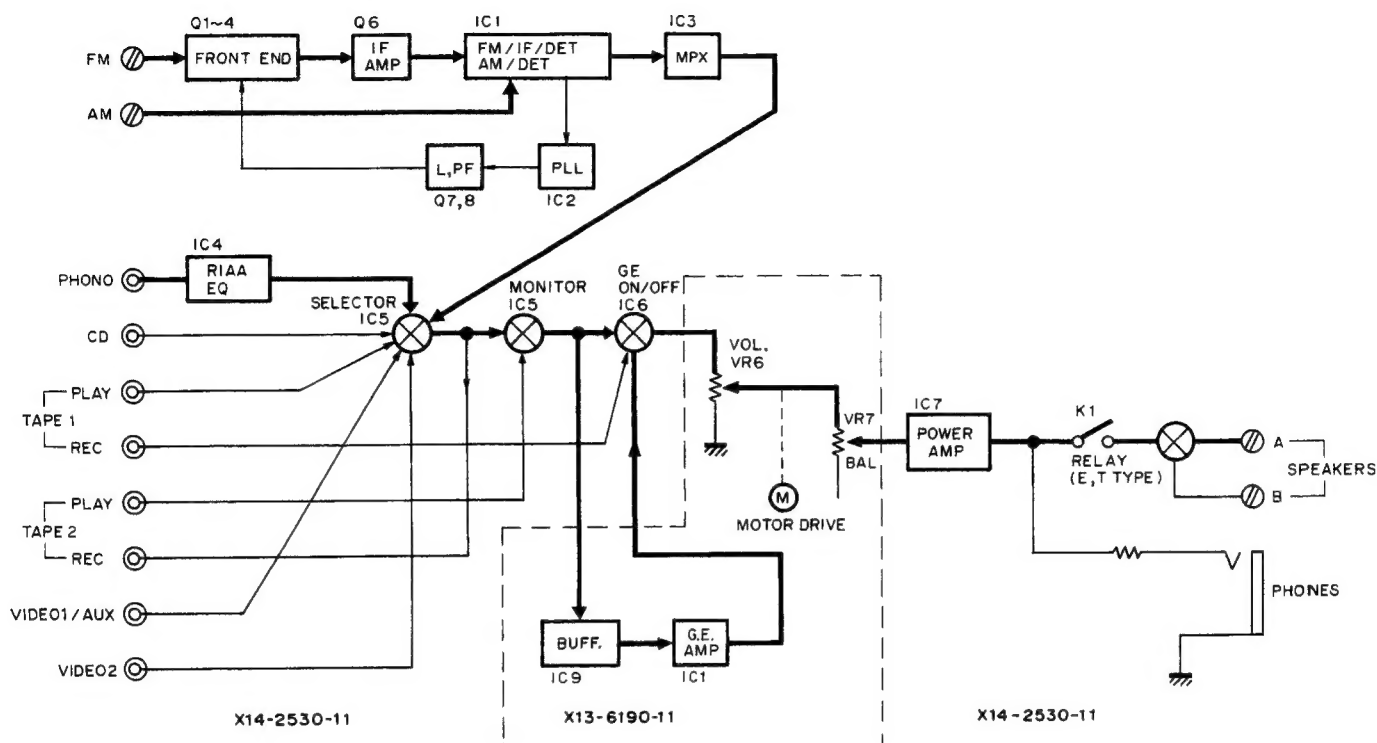 Q1~4
Q6
IC1
IC3
FM
FRONT END
IF
AMP
FM/IF/DET
AM/DET
MPX
AM
L,PF
PLL
Q7,8
IC2
IC4
PHONO
RIAA
EQ
SELECTOR
IC5
MONITOR
IC5
GE
ON/OFF
IC6
CD
VOL.
VR6
PLAY
TAPE 1
REC
VR7
BAL
IC7
POWER
AMP
K1
RELAY
(E,T TYPE)
A
SPEAKERS
B
PLAY
TAPE 2
REC
M
MOTOR DRIVE
VIDEO1/AUX
PHONES
VIDEO2
BUFF.
G.E.
AMP
IC9
IC1
X14-2530-11
X13-6190-11
X14-2530-11